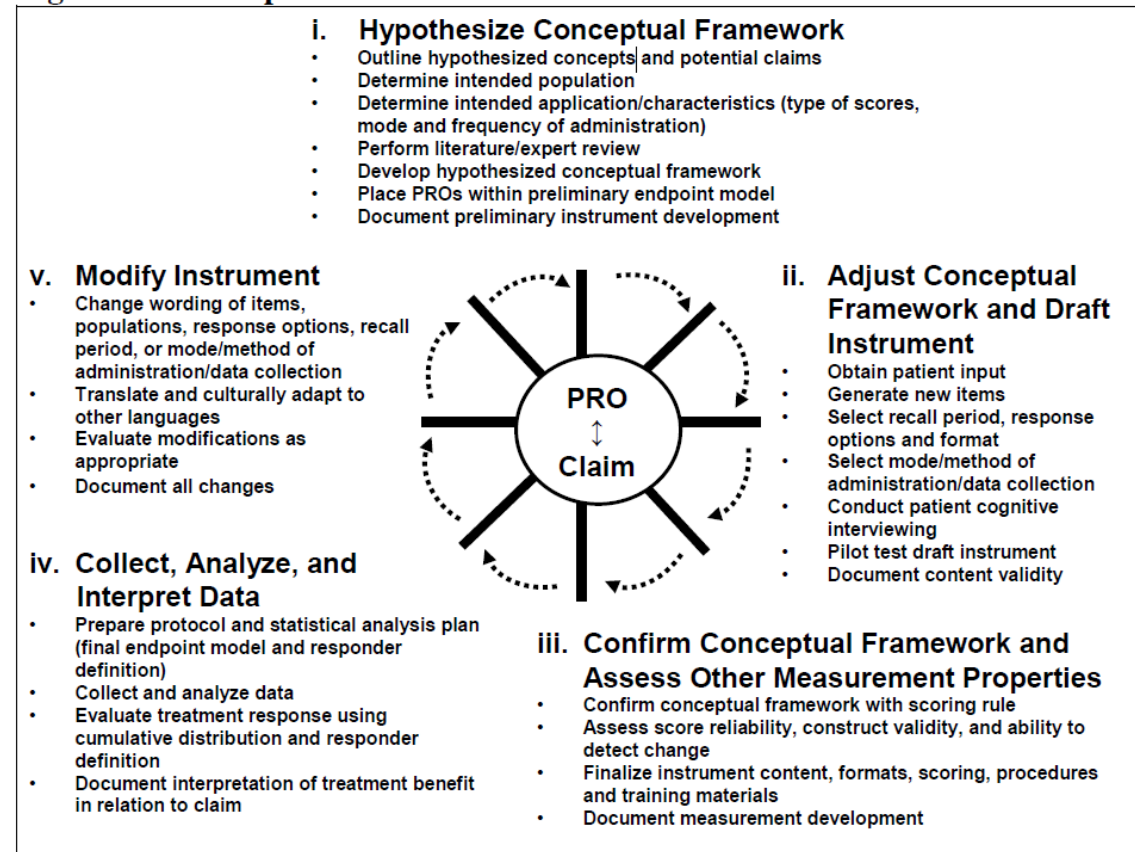 i. Hypothesize Conceptual Framework
• Outline hypothesized concepts and potential claims
• Determine intended population
• Determine intended application/characteristics (type of scores,
mode and frequency of administration)
• Perform literature/expert review
• Develop hypothesized conceptual framework
• Place PROs within preliminary endpoint model
• Document preliminary instrument development
ii. Adjust Conceptual
Framework and Draft
Instrument
• Obtain patient input
• Generate new items
• Select recall period, response
options and format
• Select mode/method of
administration/data collection
• Conduct patient cognitive
interviewing
• Pilot test draft instrument
• Document content validity
PRO
↕
Claim
iii. Confirm Conceptual Framework and
Assess Other Measurement Properties
• Confirm conceptual framework with scoring rule
• Assess score reliability, construct validity, and ability to
detect change
• Finalize instrument content, formats, scoring, procedures
and training materials
• Document measurement development
iv. Collect, Analyze, and
Interpret Data
• Prepare protocol and statistical analysis plan
(final endpoint model and responder
definition)
• Collect and analyze data
• Evaluate treatment response using
cumulative distribution and responder
definition
• Document interpretation of treatment benefit
in relation to claim
v. Modify Instrument
• Change wording of items,
populations, response options, recall
period, or mode/method of
administration/data collection
• Translate and culturally adapt to
other languages
• Evaluate modifications as
appropriate
• Document all changes